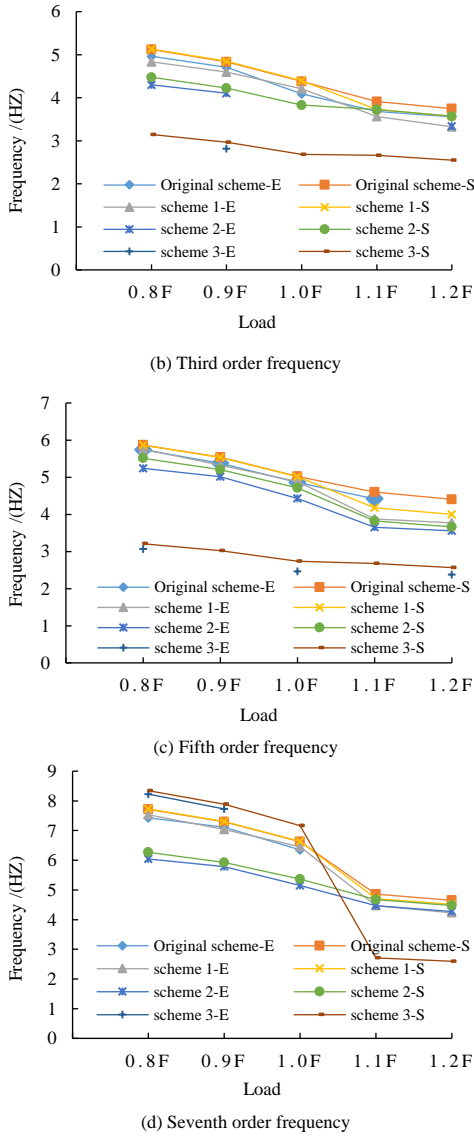 6
5
4
3
2
1
0
Frequency /(HZ)
Original scheme-E Original scheme-S
scheme 1-E scheme 1-S
scheme 2-E scheme 2-S
scheme 3-E scheme 3-S
0.8F 0.9F 1.0F 1.1F 1.2F
Load
(b) Third order frequency
7
6
5
4
3
2
1
0
Frequency /(HZ)
Original scheme-E Original scheme-S
scheme 1-E scheme 1-S
scheme 2-E scheme 2-S
scheme 3-E scheme 3-S
0.8F 0.9F 1.0F 1.1F 1.2F
Load
(c) Fifth order frequency
9
8
7
6
5
4
3
2
1
0
Frequency /(HZ)
Original scheme-E Original scheme-S
scheme 1-E scheme 1-S
scheme 2-E scheme 2-S
scheme 3-E scheme 3-S
0.8F 0.9F 1.0F 1.1F 1.2F
Load
(d) Seventh order frequency